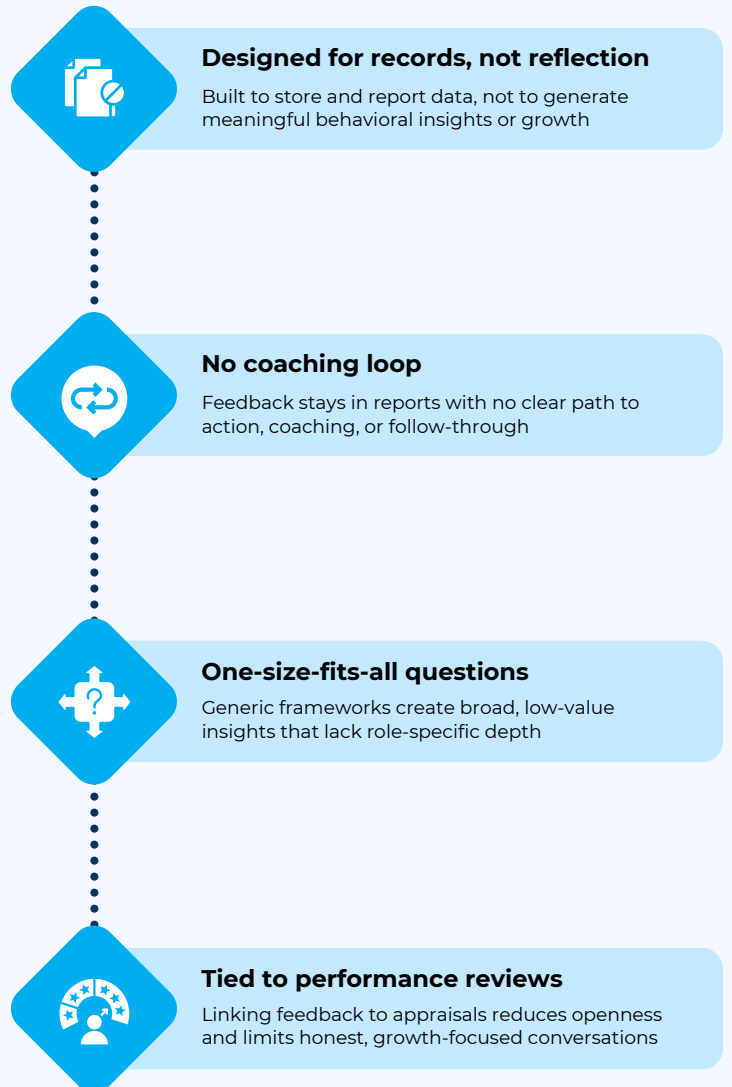 Designed for records, not reflection
Built to store and report data, not to generate
meaningful behavioral insights or growth
No coaching loop
Feedback stays in reports with no clear path to
action, coaching, or follow-through
?
One-size-fits-all questions
Generic frameworks create broad, low-value
insights that lack role-specific depth
Tied to performance reviews
Linking feedback to appraisals reduces openness
and limits honest, growth-focused conversations